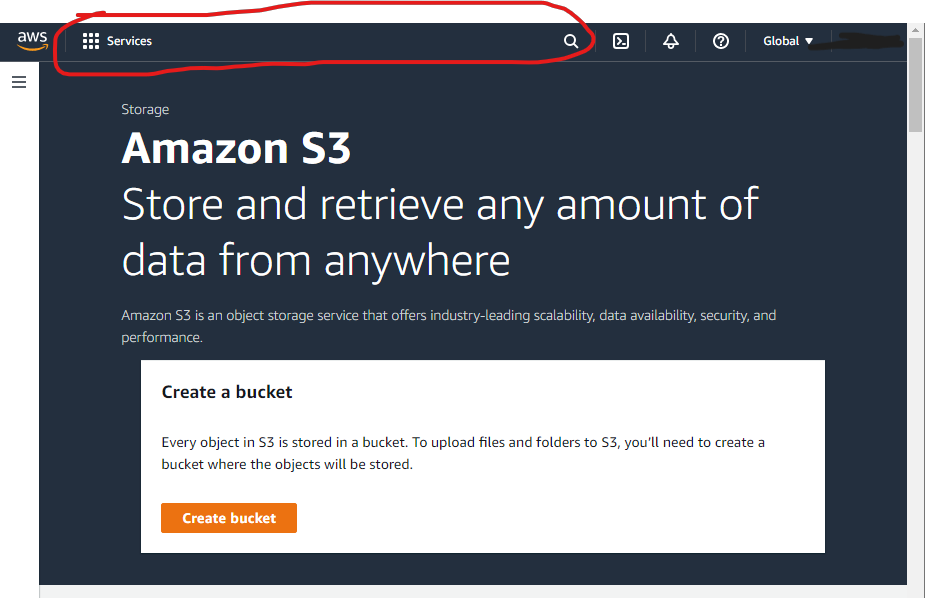 aws
Services
Global
Storage
Amazon S3
Store and retrieve any amount of
data from anywhere
Amazon S3 is an object storage service that offers industry-leading scalability, data availability, security, and
performance.
Create a bucket
Every object in S3 is stored in a bucket. To upload files and folders to S3, you'll need to create a
bucket where the objects will be stored.
Create bucket